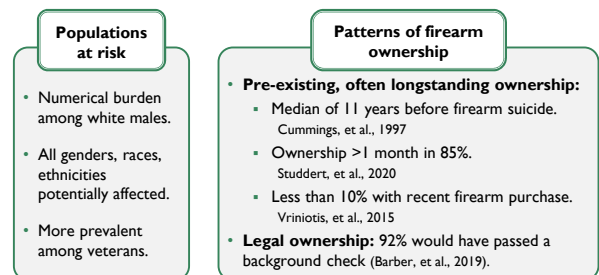 Populations
at risk
• Numerical burden
among white males.
• All genders, races,
ethnicities
potentially affected.
• More prevalent
among veterans.
Patterns of firearm
ownership
• Pre-existing, often longstanding ownership:
▪ Median of 11 years before firearm suicide.
Cummings, et al., 1997
▪ Ownership >1 month in 85%.
Studdert, et al., 2020
▪ Less than 10% with recent firearm purchase.
Vriniotis, et al., 2015
• Legal ownership: 92% would have passed a
background check (Barber, et al., 2019).